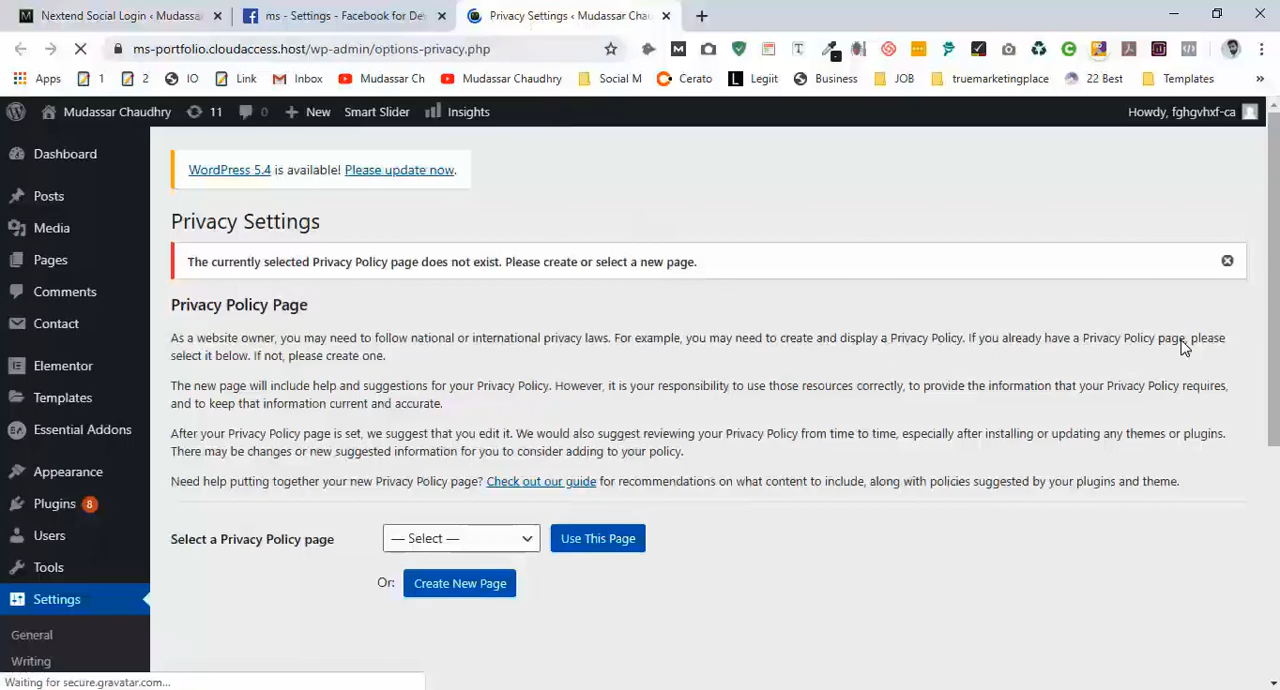 Nextend Social Login ‹ Mudassar
ms - Settings - Facebook for Dev
Privacy Settings ‹ Mudassar Chau
ms-portfolio.cloudaccess.host/wp-admin/options-privacy.php
Apps 1 2 IO Link Inbox Mudassar Ch Mudassar Chaudhry Social M Cerato Legiit Business JOB truemarketingplace 22 Best Templates »
Mudassar Chaudhry 11 0 New Smart Slider Insights Howdy, fghgvhxf-ca
Dashboard
Posts
Media
Pages
Comments
Contact
Elementor
Templates
Essential Addons
Appearance
Plugins 8
Users
Tools
Settings
General
Writing
WordPress 5.4 is available! Please update now.
Privacy Settings
The currently selected Privacy Policy page does not exist. Please create or select a new page.
Privacy Policy Page
As a website owner, you may need to follow national or international privacy laws. For example, you may need to create and display a Privacy Policy. If you already have a Privacy Policy page, please
select it below. If not, please create one.
The new page will include help and suggestions for your Privacy Policy. However, it is your responsibility to use those resources correctly, to provide the information that your Privacy Policy requires,
and to keep that information current and accurate.
After your Privacy Policy page is set, we suggest that you edit it. We would also suggest reviewing your Privacy Policy from time to time, especially after installing or updating any themes or plugins.
There may be changes or new suggested information for you to consider adding to your policy.
Need help putting together your new Privacy Policy page? Check out our guide for recommendations on what content to include, along with policies suggested by your plugins and theme.
Select a Privacy Policy page — Select — Use This Page
Or: Create New Page
Waiting for secure.gravatar.com...